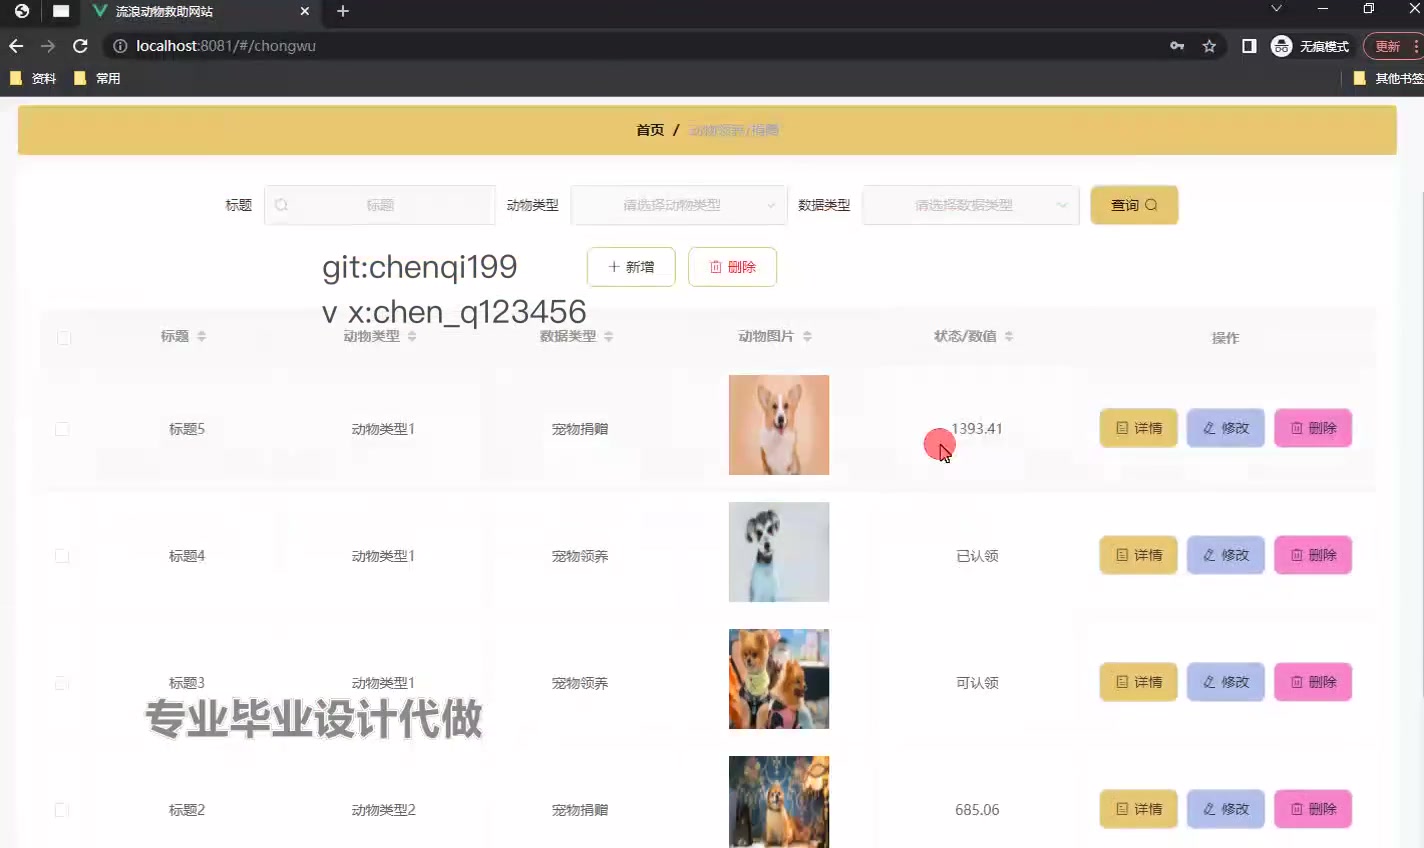 流浪动物救助网站
localhost:8081/#/chongwu
无痕模式
更新
资料
常用
其他书签
首页 / 动物领养/捐赠
标题
标题
动物类型
请选择动物类型
数据类型
请选择数据类型
查询
git:chenqi199
新增
删除
v x:chen_q123456
标题
动物类型
数据类型
动物图片
状态/数值
操作
标题5
动物类型1
宠物捐赠
1393.41
详情
修改
删除
标题4
动物类型1
宠物领养
已认领
详情
修改
删除
标题3
动物类型1
宠物领养
可认领
详情
修改
删除
专业毕业设计代做
标题2
动物类型2
宠物捐赠
685.06
详情
修改
删除